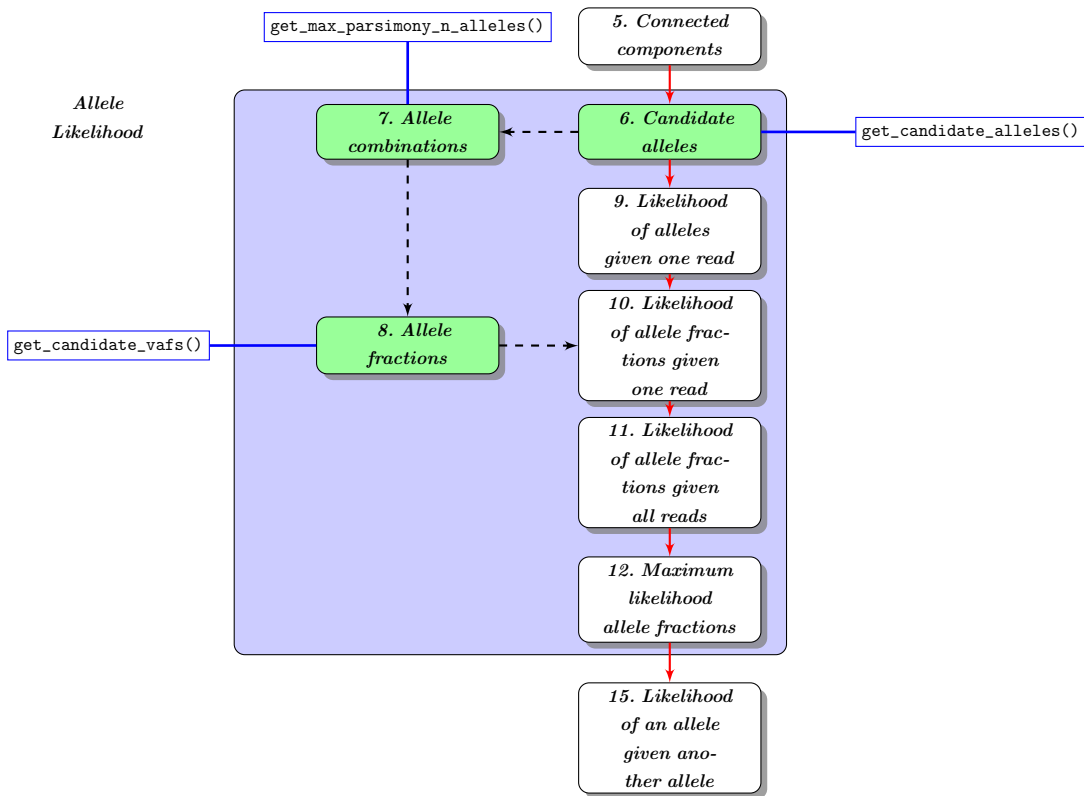 get_max_parsimony_n_alleles()
5. Connected
components
Allele
Likelihood
7. Allele
combinations
6. Candidate
alleles
get_candidate_alleles()
9. Likelihood
of alleles
given one read
get_candidate_vafs()
8. Allele
fractions
10. Likelihood
of allele frac-
tions given
one read
11. Likelihood
of allele frac-
tions given
all reads
12. Maximum
likelihood
allele fractions
15. Likelihood
of an allele
given ano-
ther allele